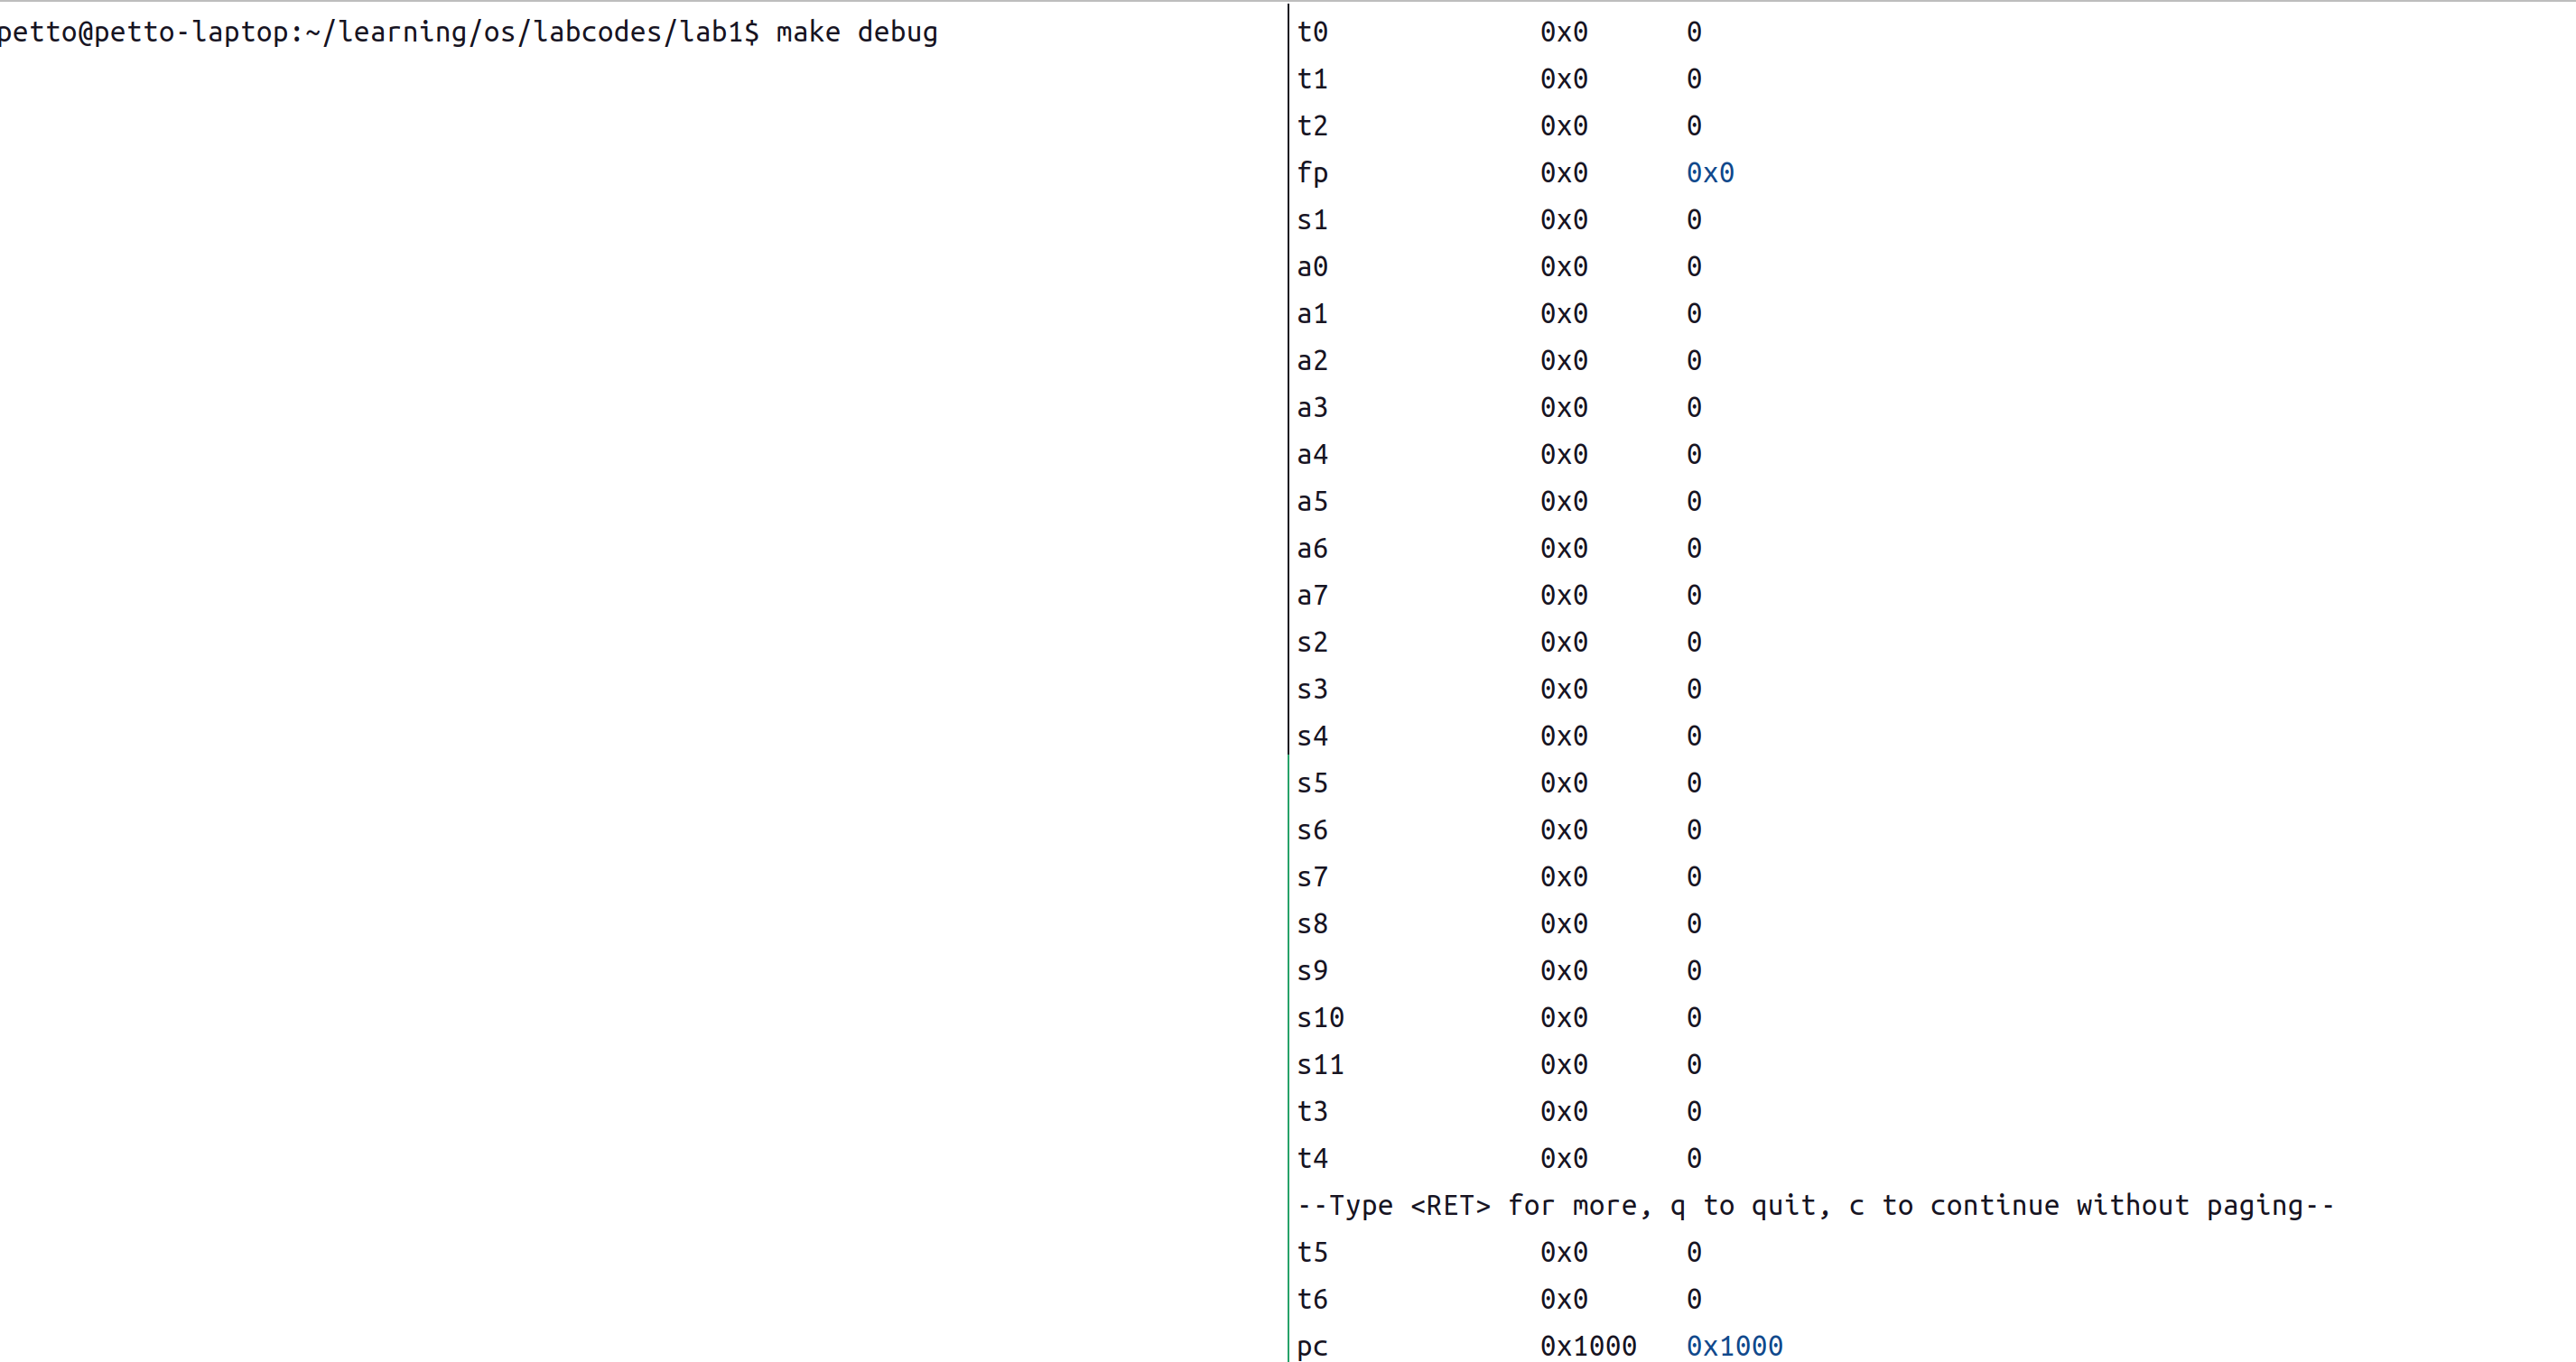 petto@petto-laptop:~/learning/os/labcodes/lab1$ make debug
t0 0x0 0
t1 0x0 0
t2 0x0 0
fp 0x0 0x0
s1 0x0 0
a0 0x0 0
a1 0x0 0
a2 0x0 0
a3 0x0 0
a4 0x0 0
a5 0x0 0
a6 0x0 0
a7 0x0 0
s2 0x0 0
s3 0x0 0
s4 0x0 0
s5 0x0 0
s6 0x0 0
s7 0x0 0
s8 0x0 0
s9 0x0 0
s10 0x0 0
s11 0x0 0
t3 0x0 0
t4 0x0 0
--Type <RET> for more, q to quit, c to continue without paging--
t5 0x0 0
t6 0x0 0
pc 0x1000 0x1000